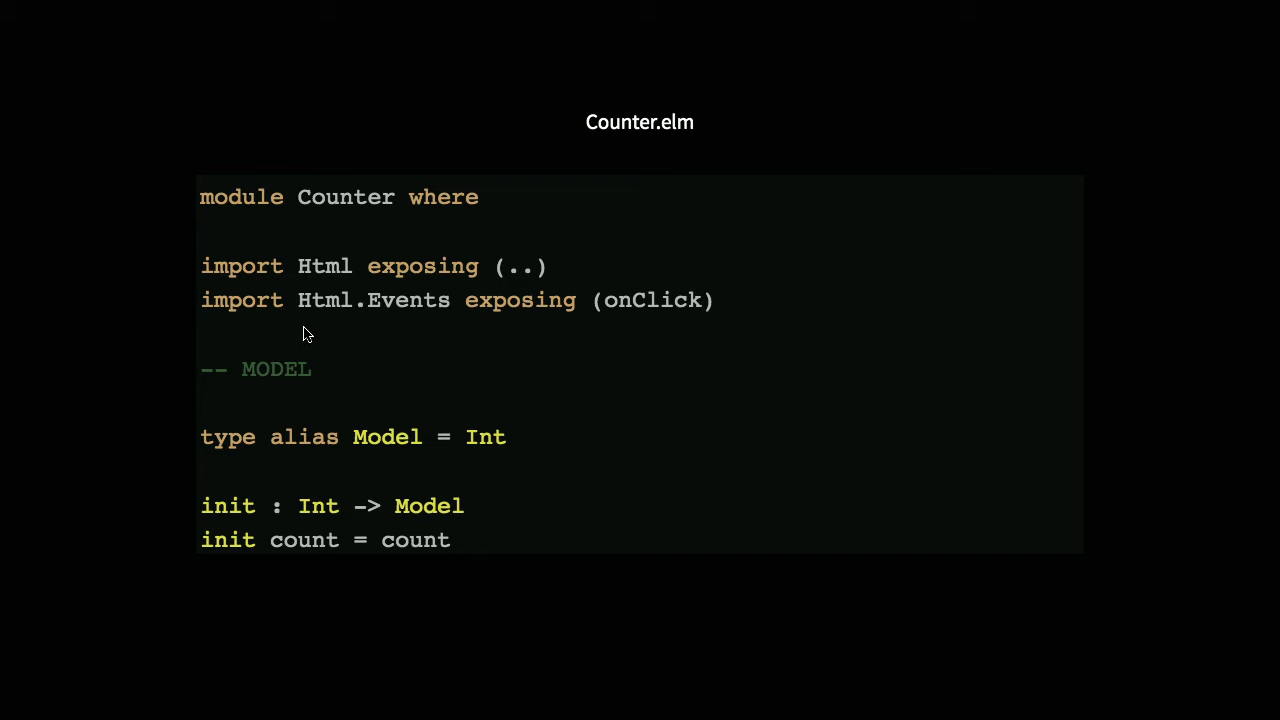 Counter.elm
module Counter where
import Html exposing (..)
import Html.Events exposing (onClick)
-- MODEL
type alias Model = Int
init : Int -> Model
init count = count